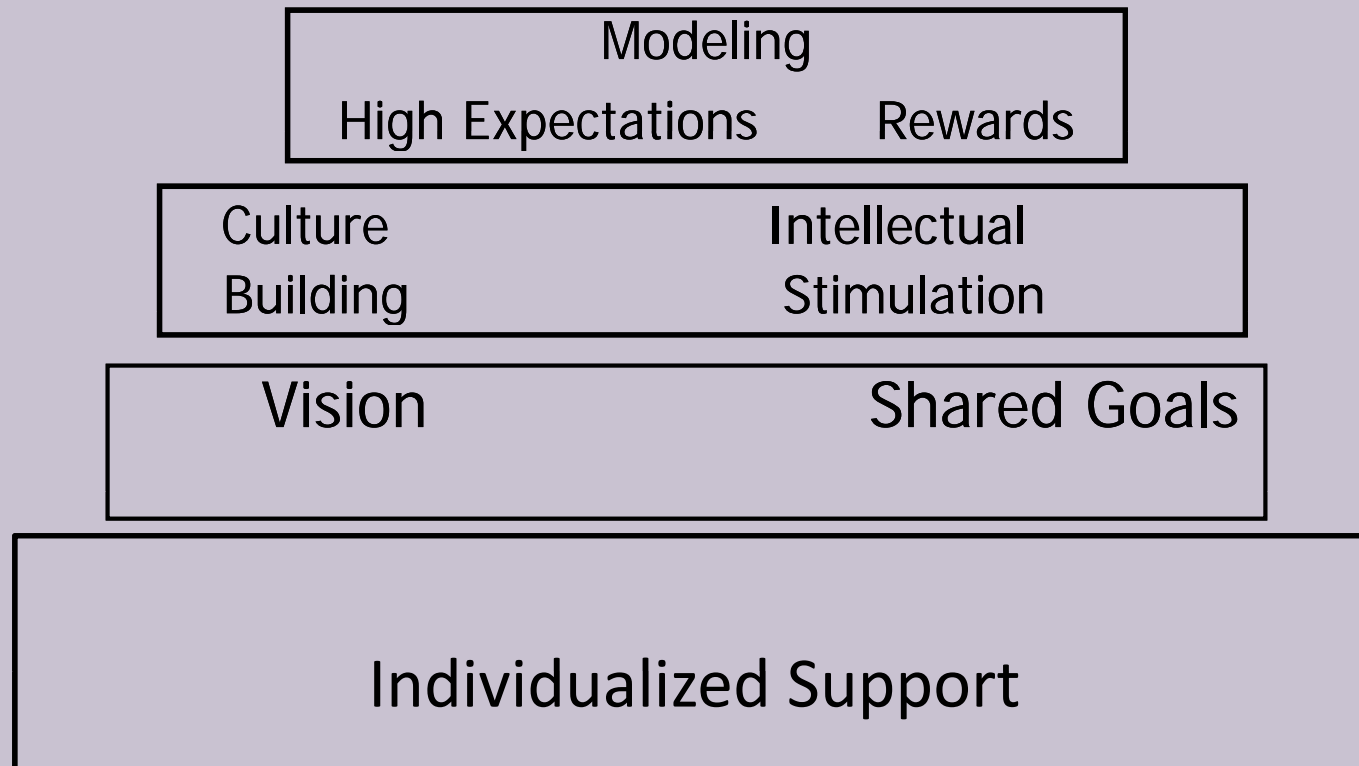 Modeling
High Expectations Rewards
Culture Intellectual
Building Stimulation
Vision Shared Goals
Individualized Support